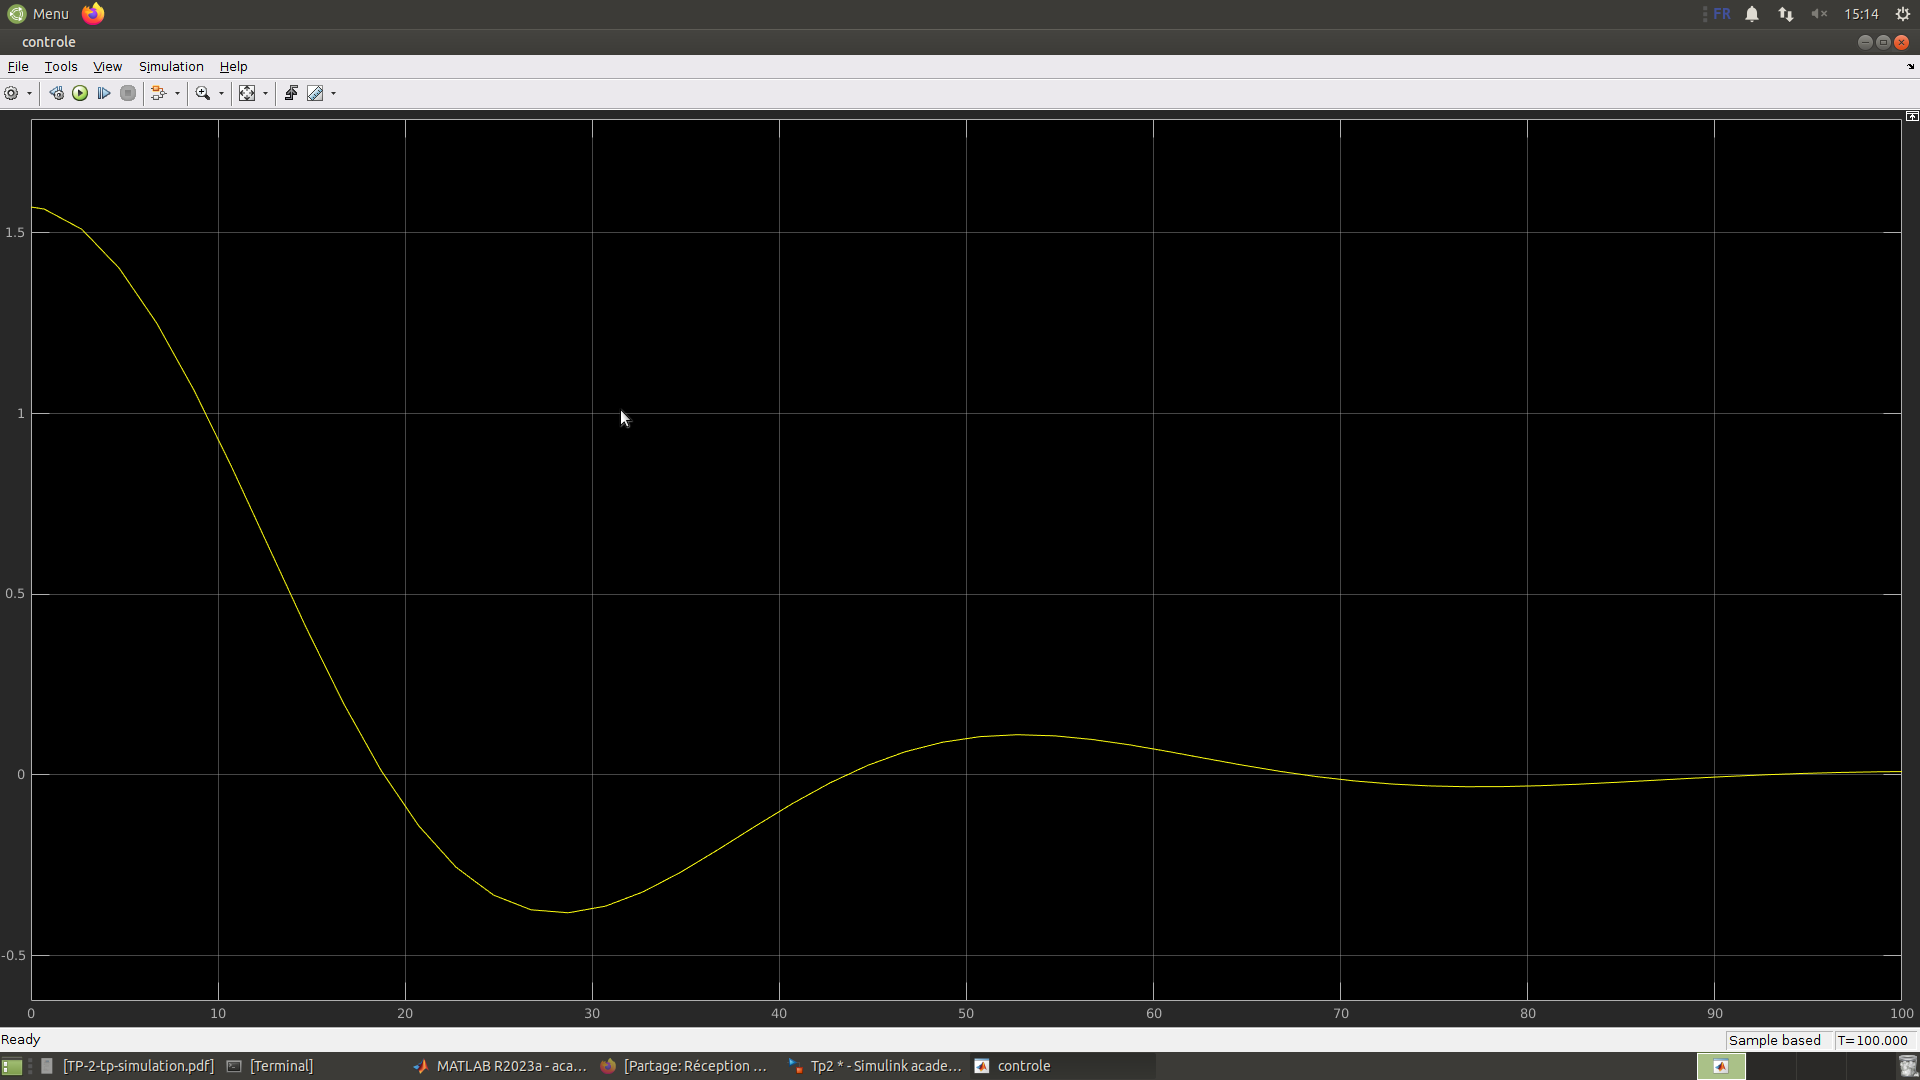 Menu
FR
15:14
controle
File Tools View Simulation Help
1.5
1
0.5
0
-0.5
0 10 20 30 40 50 60 70 80 90 100
Ready
Sample based
T=100.000
[TP-2-tp-simulation.pdf]
[Terminal]
MATLAB R2023a - aca...
[Partage: Réception ...
Tp2 * - Simulink acade...
controle